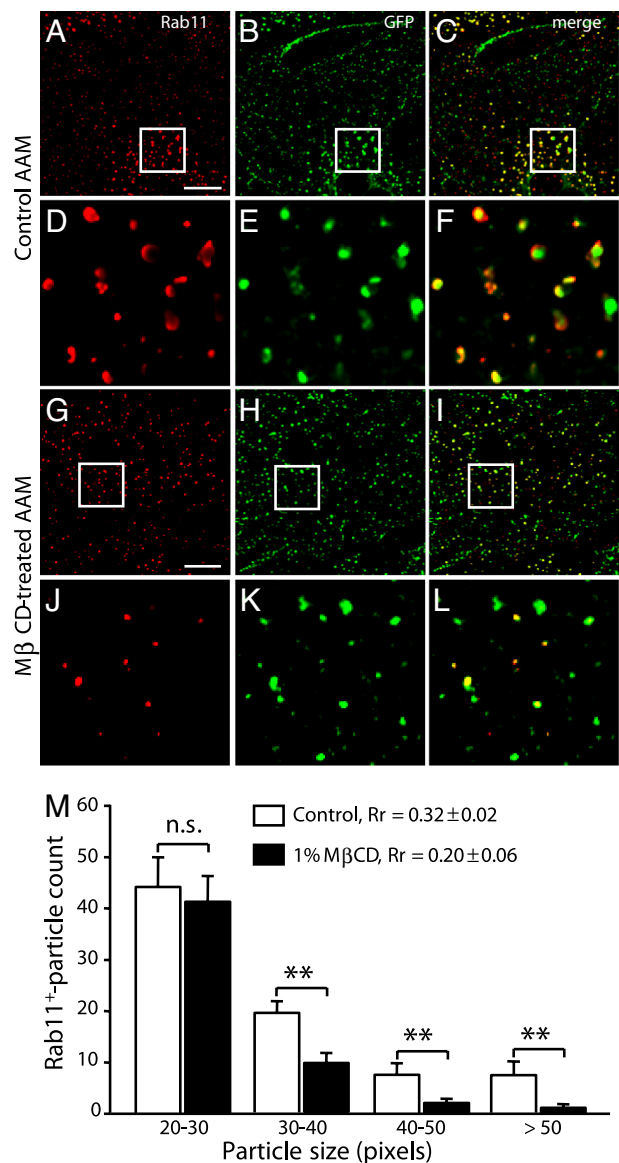 A Rab11 B GFP C merge
Control AAM
D E F
G H I
Mβ CD-treated AAM
J K L
M
60
50
40
30
20
10
0
Rab11+-particle count
n.s.
Control, Rr = 0.32±0.02
1% MβCD, Rr = 0.20±0.06
**
**
**
20-30 30-40 40-50 > 50
Particle size (pixels)